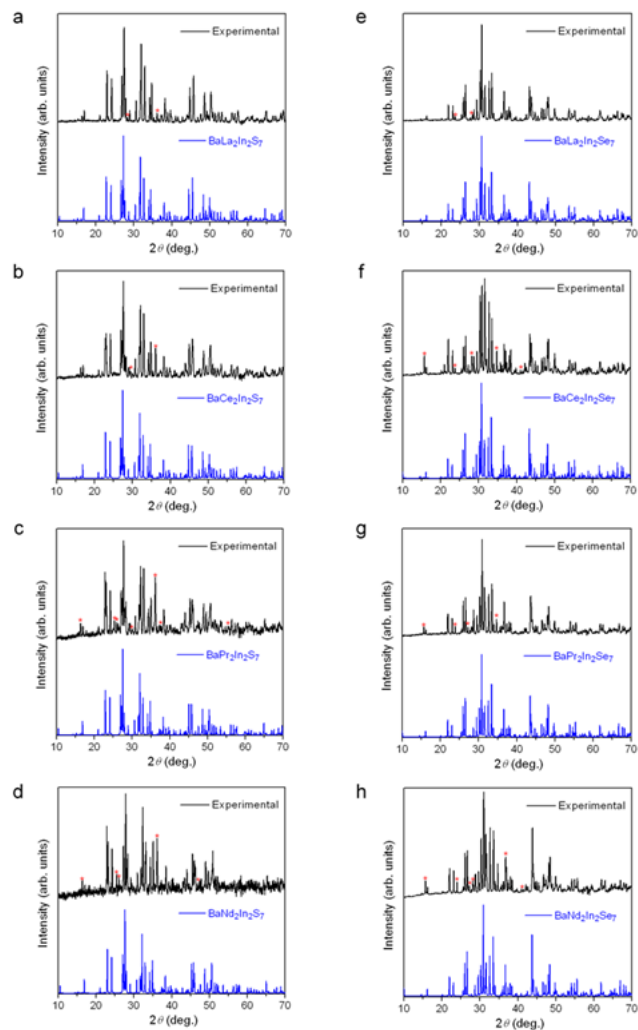 a
Experimental
BaLa2In2S7
Intensity (arb. units)
10 20 30 40 50 60 70
2θ (deg.)
b
Experimental
BaCe2In2S7
Intensity (arb. units)
10 20 30 40 50 60 70
2θ (deg.)
c
Experimental
BaPr2In2S7
Intensity (arb. units)
10 20 30 40 50 60 70
2θ (deg.)
d
Experimental
BaNd2In2S7
Intensity (arb. units)
10 20 30 40 50 60 70
2θ (deg.)
e
Experimental
BaLa2In2Se7
Intensity (arb. units)
10 20 30 40 50 60 70
2θ (deg.)
f
Experimental
BaCe2In2Se7
Intensity (arb. units)
10 20 30 40 50 60 70
2θ (deg.)
g
Experimental
BaPr2In2Se7
Intensity (arb. units)
10 20 30 40 50 60 70
2θ (deg.)
h
Experimental
BaNd2In2Se7
Intensity (arb. units)
10 20 30 40 50 60 70
2θ (deg.)